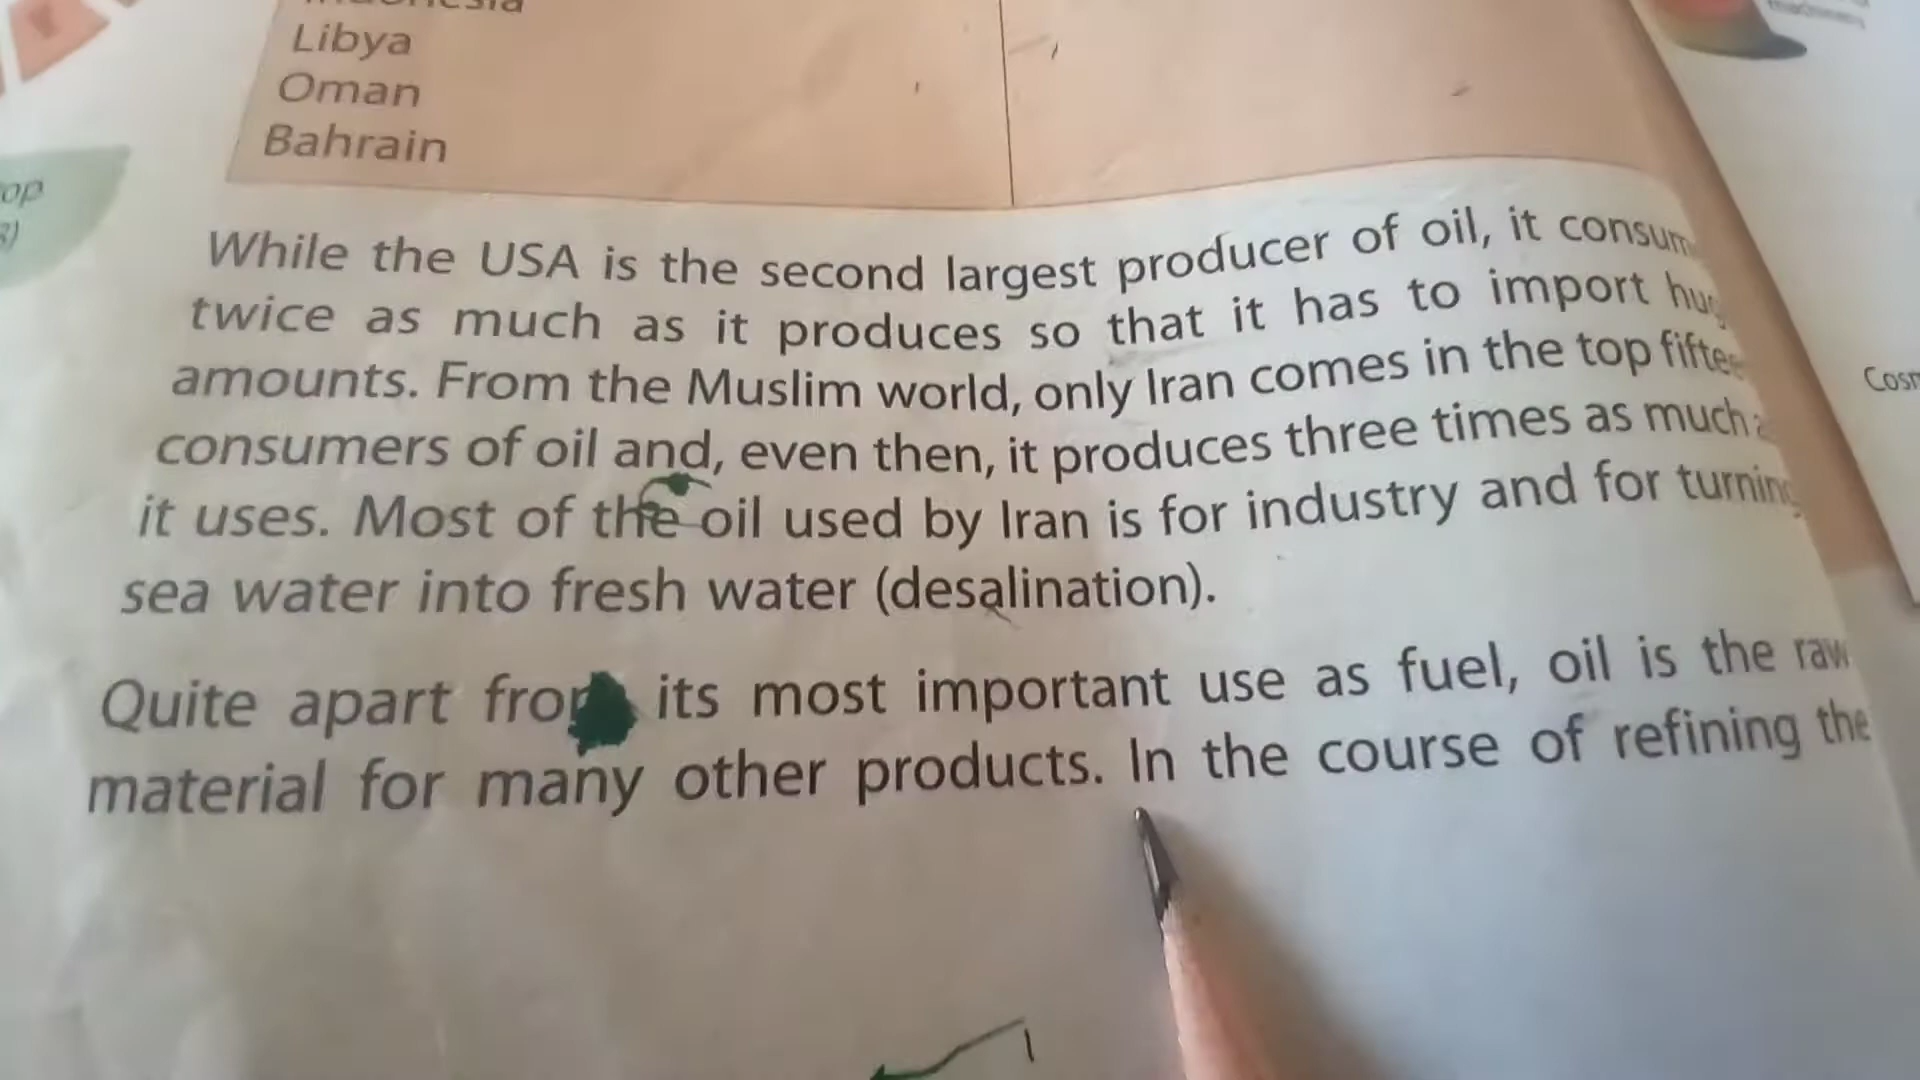 Libya
Oman
Bahrain
op
While the USA is the second largest producer of oil, it
twice as much as it produces so that it has to import
amounts. From the Muslim world, only Iran comes in the top
consumers of oil and, even then, it produces three times as much
it uses. Most of the oil used by Iran is for industry and for turning
sea water into fresh water (desalination).
Quite apart its most important use as fuel, oil is the raw
material for many other products. In the course of refining the